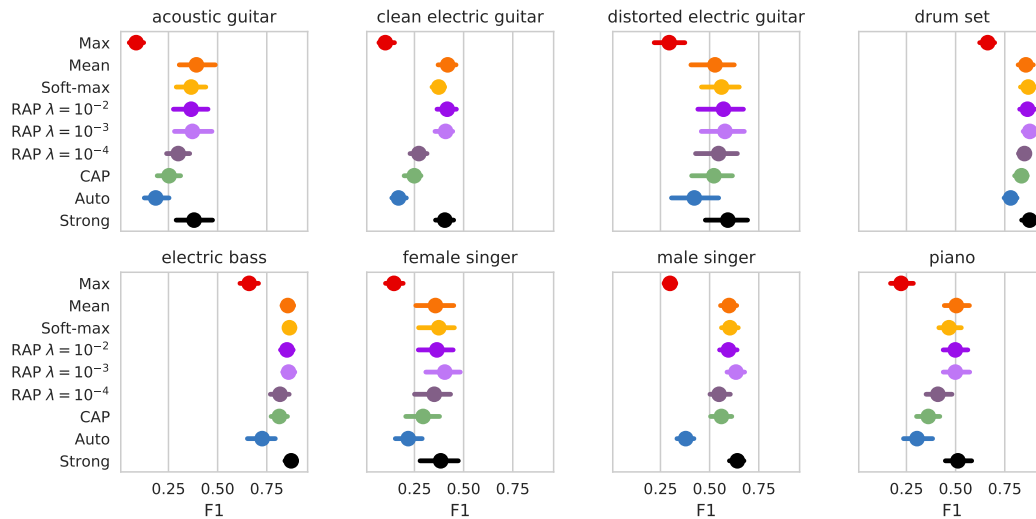 acoustic guitar
clean electric guitar
distorted electric guitar
drum set
Max
Mean
Soft-max
RAP λ = 10⁻²
RAP λ = 10⁻³
RAP λ = 10⁻⁴
CAP
Auto
Strong
electric bass
female singer
male singer
piano
Max
Mean
Soft-max
RAP λ = 10⁻²
RAP λ = 10⁻³
RAP λ = 10⁻⁴
CAP
Auto
Strong
0.25 0.50 0.75
0.25 0.50 0.75
0.25 0.50 0.75
0.25 0.50 0.75
F1
F1
F1
F1